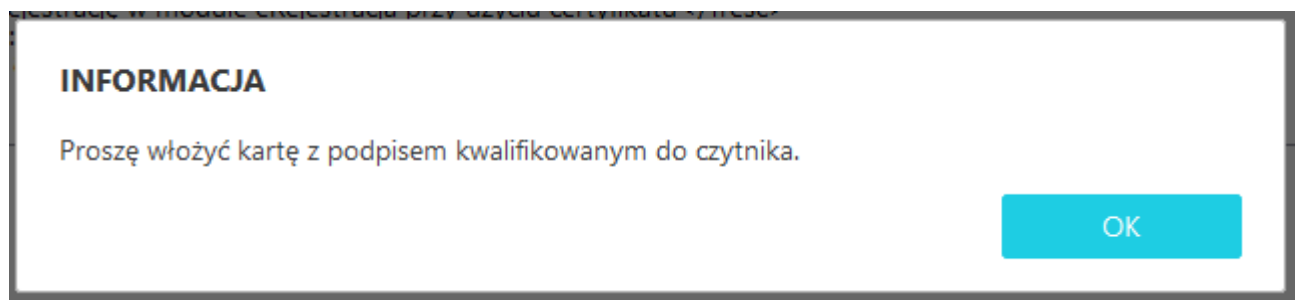 INFORMACJA
Proszę włożyć kartę z podpisem kwalifikowanym do czytnika.
OK